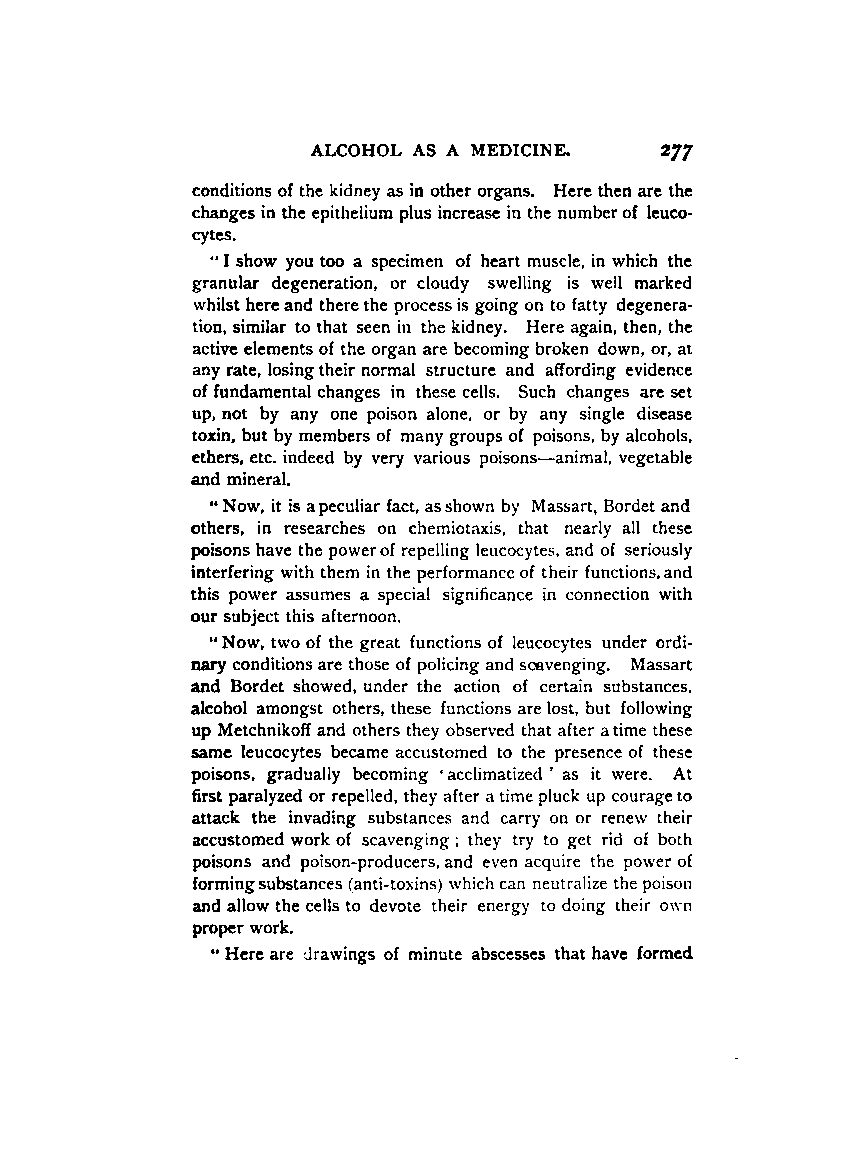 ALCOHOL AS A MEDICINE. 277
conditions of the kidney as in other organs. Here then are the
changes in the epithelium plus increase in the number of leuco-
cytes.
" I show you too a specimen of heart muscle, in which the
granular degeneration, or cloudy swelling is well marked
whilst here and there the process is going on to fatty degenera-
tion, similar to that seen in the kidney. Here again, then, the
active elements of the organ are becoming broken down, or, at
any rate, losing their normal structure and affording evidence
of fundamental changes in these cells. Such changes are set
up, not by any one poison alone, or by any single disease
toxin, but by members of many groups of poisons, by alcohols,
ethers, etc. indeed by very various poisons—animal, vegetable
and mineral.
" Now, it is a peculiar fact, as shown by Massart, Bordet and
others, in researches on chemiotaxis, that nearly all these
poisons have the power of repelling leucocytes, and of seriously
interfering with them in the performance of their functions, and
this power assumes a special significance in connection with
our subject this afternoon.
" Now, two of the great functions of leucocytes under ordi-
nary conditions are those of policing and scavenging. Massart
and Bordet showed, under the action of certain substances,
alcohol amongst others, these functions are lost, but following
up Metchnikoff and others they observed that after a time these
same leucocytes became accustomed to the presence of these
poisons, gradually becoming ' acclimatized ' as it were. At
first paralyzed or repelled, they after a time pluck up courage to
attack the invading substances and carry on or renew their
accustomed work of scavenging ; they try to get rid of both
poisons and poison-producers, and even acquire the power of
forming substances (anti-toxins) which can neutralize the poison
and allow the cells to devote their energy to doing their own
proper work.
" Here are drawings of minute abscesses that have formed